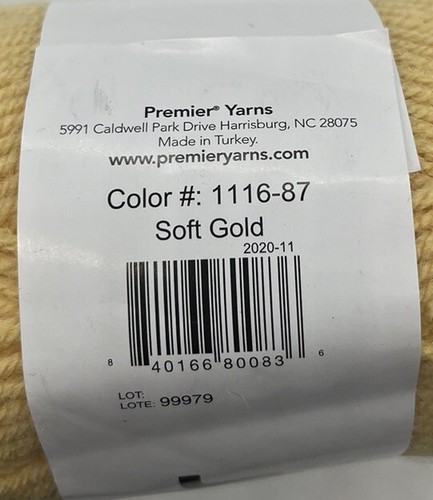 Premier® Yarns
5991 Caldwell Park Drive Harrisburg, NC 28075
Made in Turkey.
www.premieryarns.com
Color #: 1116-87
Soft Gold
2020-11
8 40166 80083 6
LOT:
LOTE: 99979